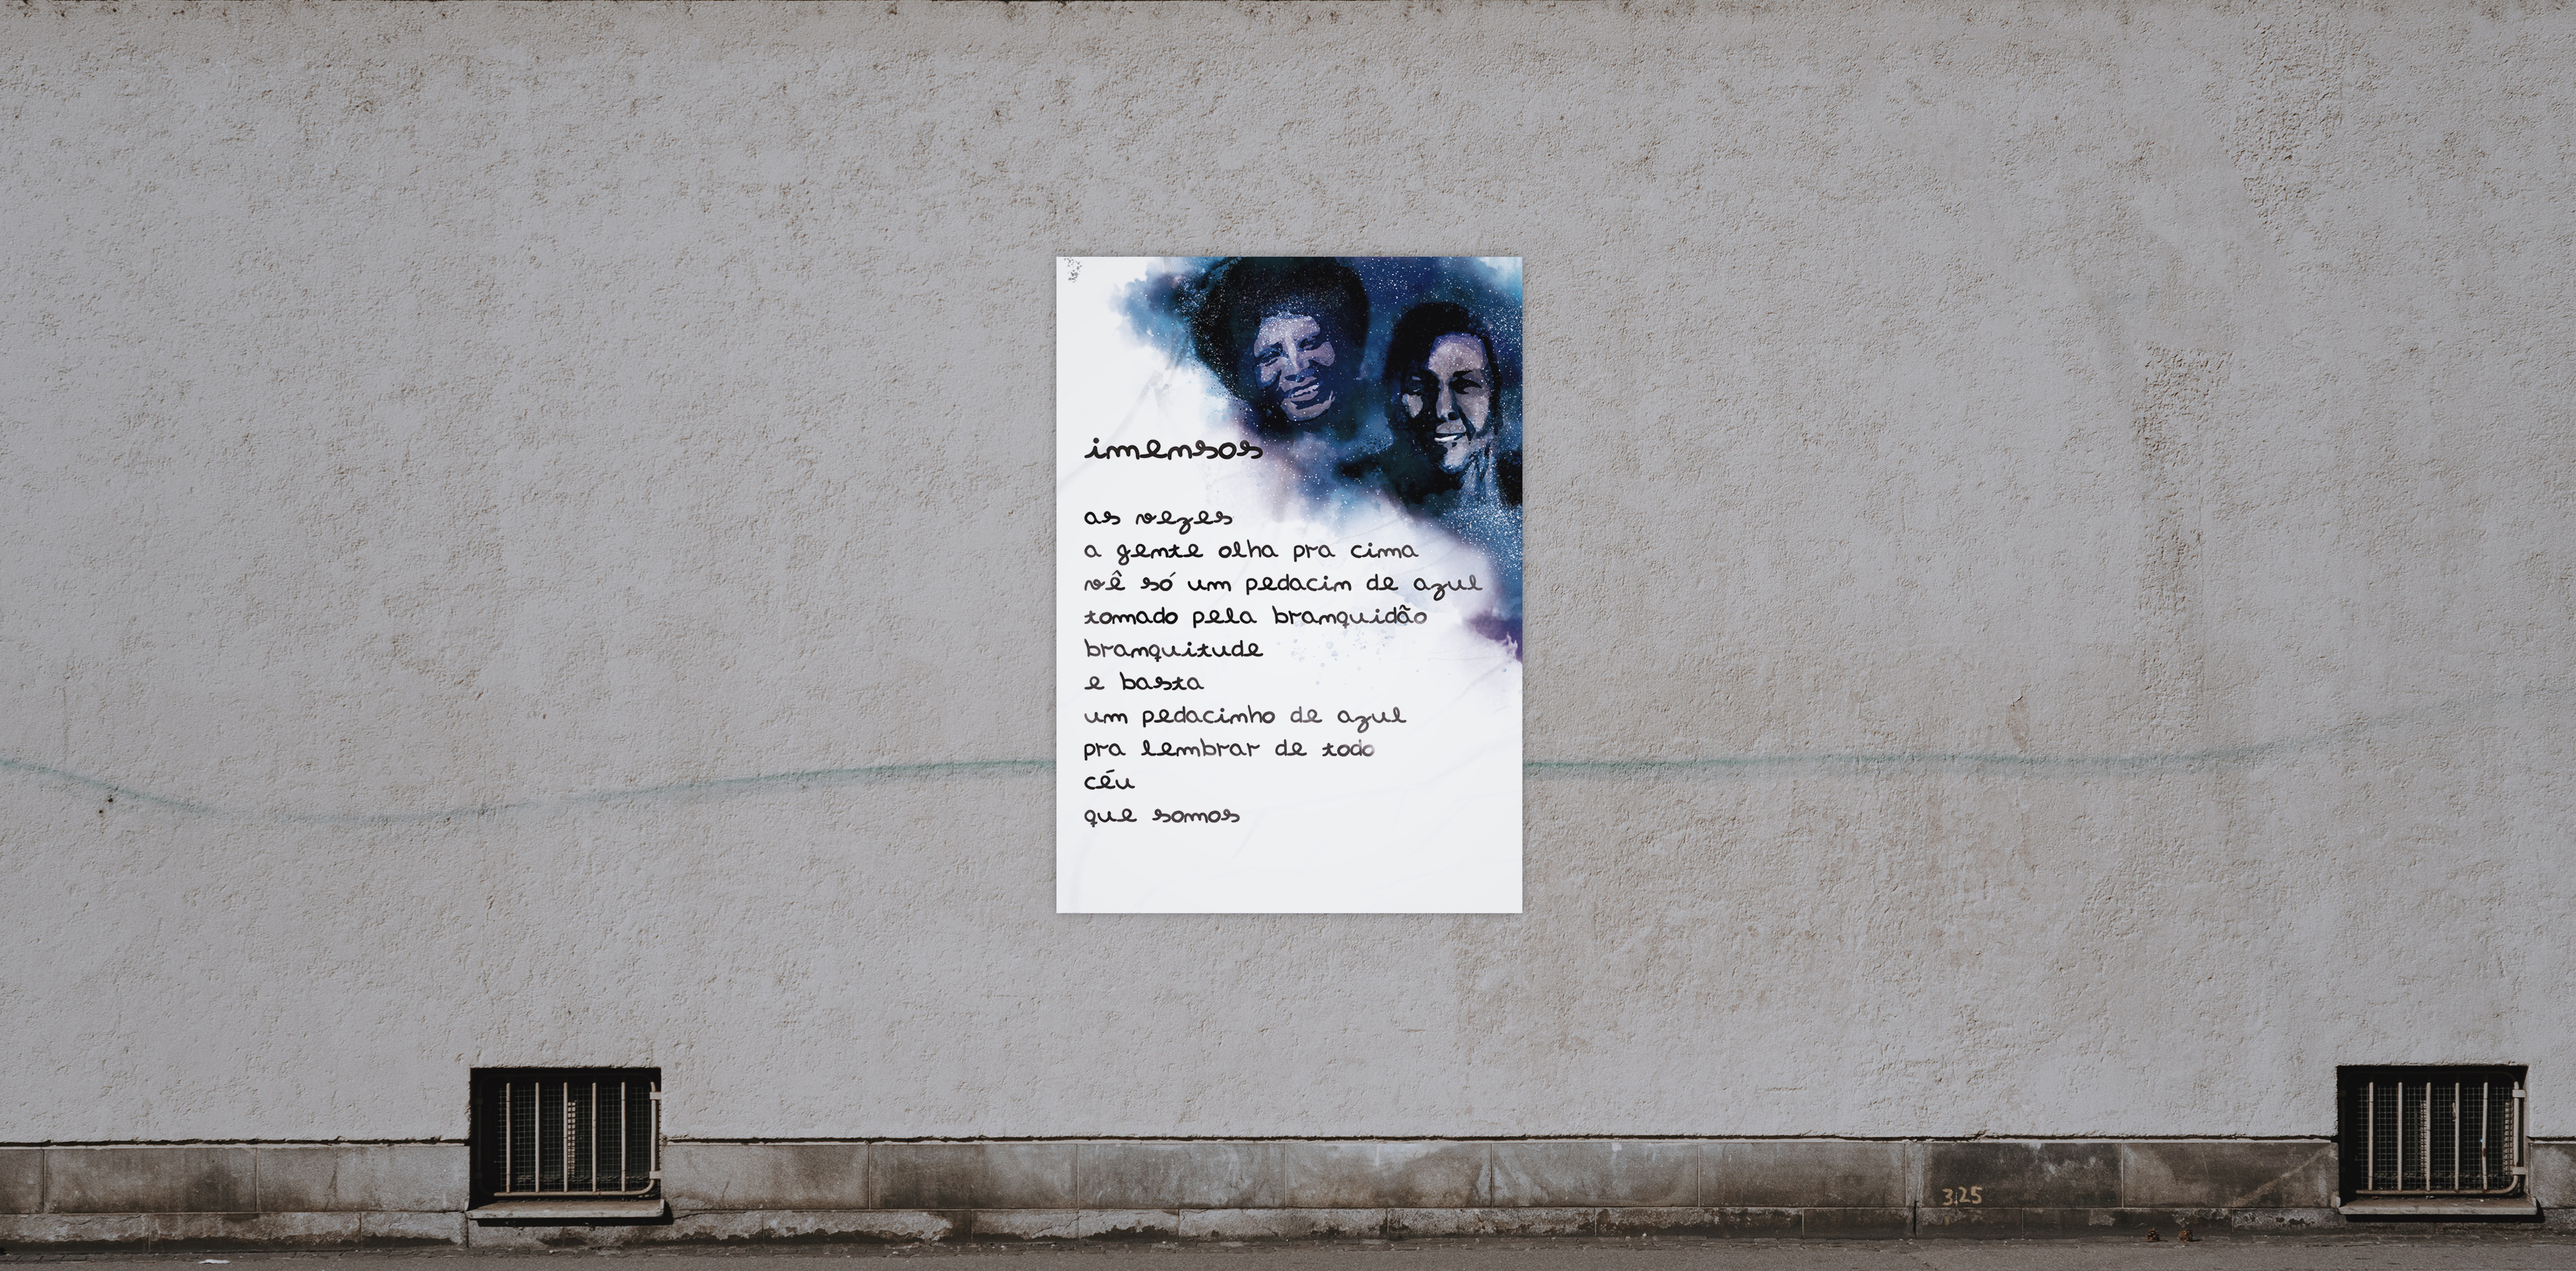 imensos
as vezes
a gente olha pra cima
vê só um pedacim de azul
tomado pela branquidão
branquitude
e basta
um pedacinho de azul
pra lembrar de todo
céu
que somos
3,25